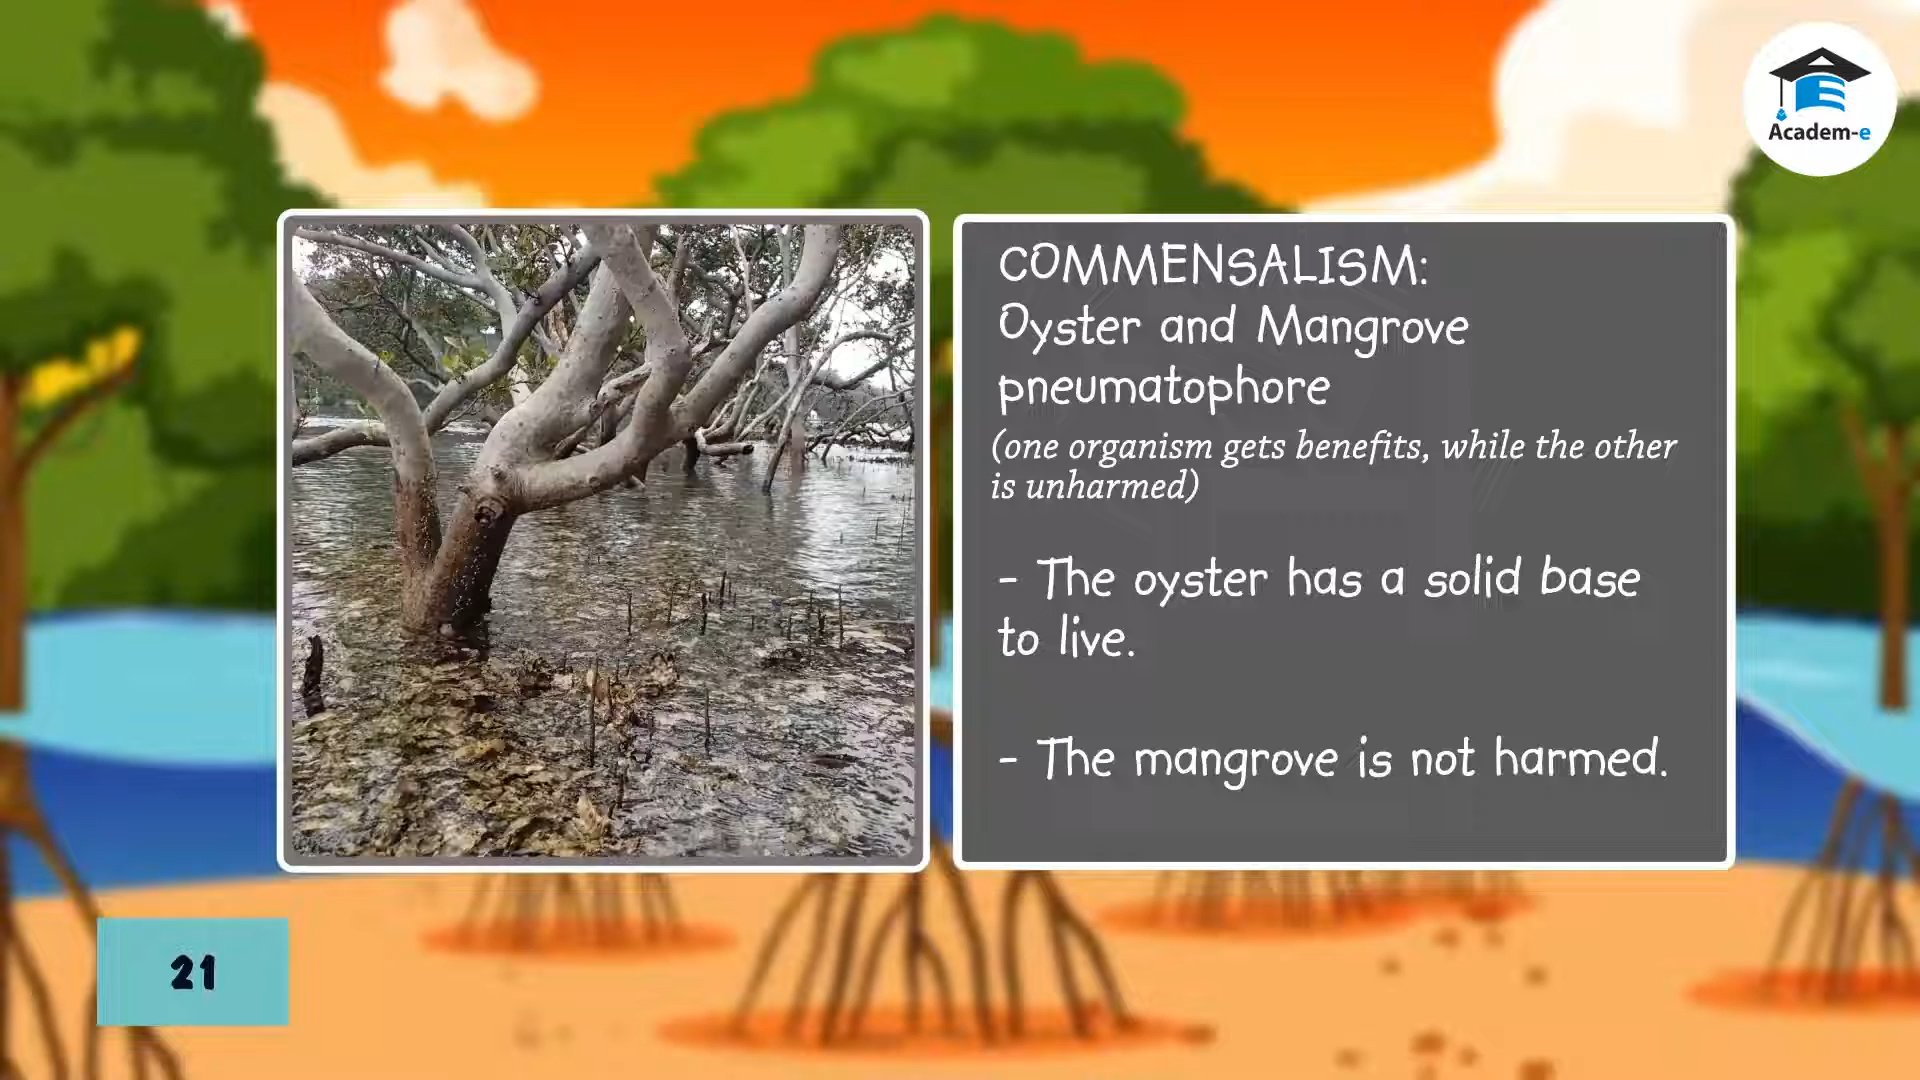 Academ-e
COMMENSALISM:
Oyster and Mangrove
pneumatophore
(one organism gets benefits, while the other
is unharmed)
- The oyster has a solid base
to live.
- The mangrove is not harmed.
21